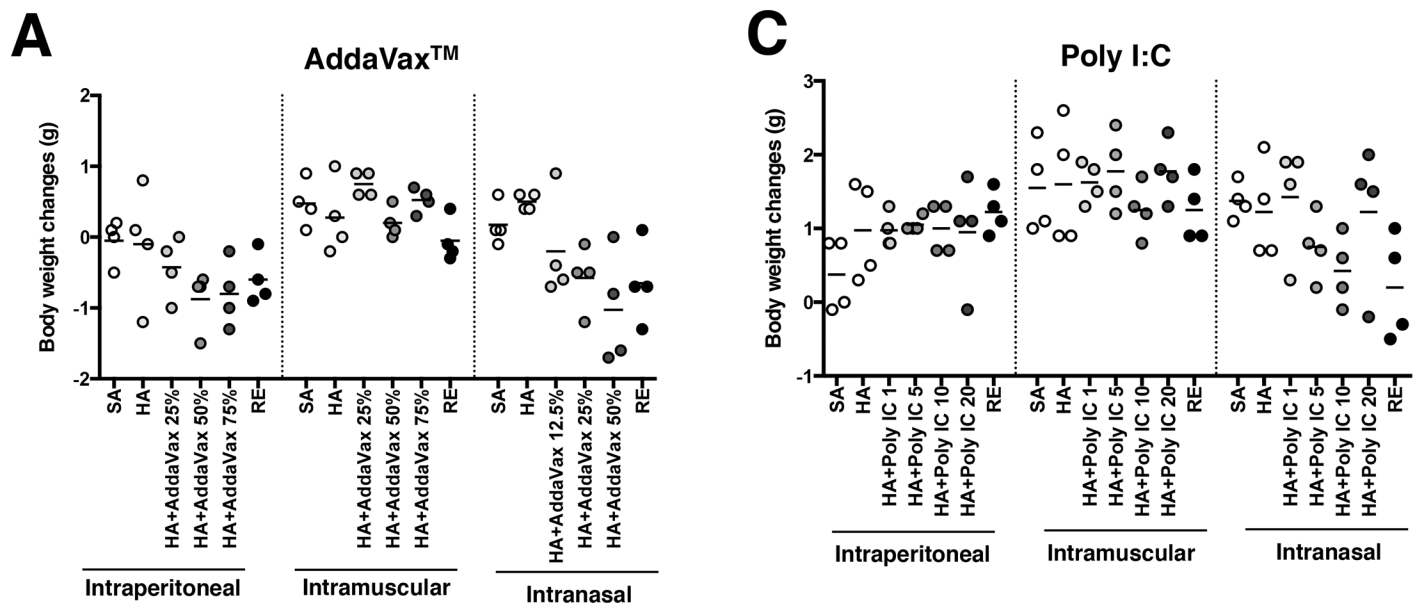 A
AddaVax™
Body weight changes (g)
2
1
0
-1
-2
SA
HA
HA+AddaVax 25%
HA+AddaVax 50%
HA+AddaVax 75%
RE
SA
HA
HA+AddaVax 25%
HA+AddaVax 50%
HA+AddaVax 75%
RE
SA
HA
HA+AddaVax 12.5%
HA+AddaVax 25%
HA+AddaVax 50%
RE
Intraperitoneal
Intramuscular
Intranasal
C
Poly I:C
Body weight changes (g)
3
2
1
0
-1
SA
HA
HA+Poly IC 1
HA+Poly IC 5
HA+Poly IC 10
HA+Poly IC 20
RE
SA
HA
HA+Poly IC 1
HA+Poly IC 5
HA+Poly IC 10
HA+Poly IC 20
RE
SA
HA
HA+Poly IC 1
HA+Poly IC 5
HA+Poly IC 10
HA+Poly IC 20
RE
Intraperitoneal
Intramuscular
Intranasal